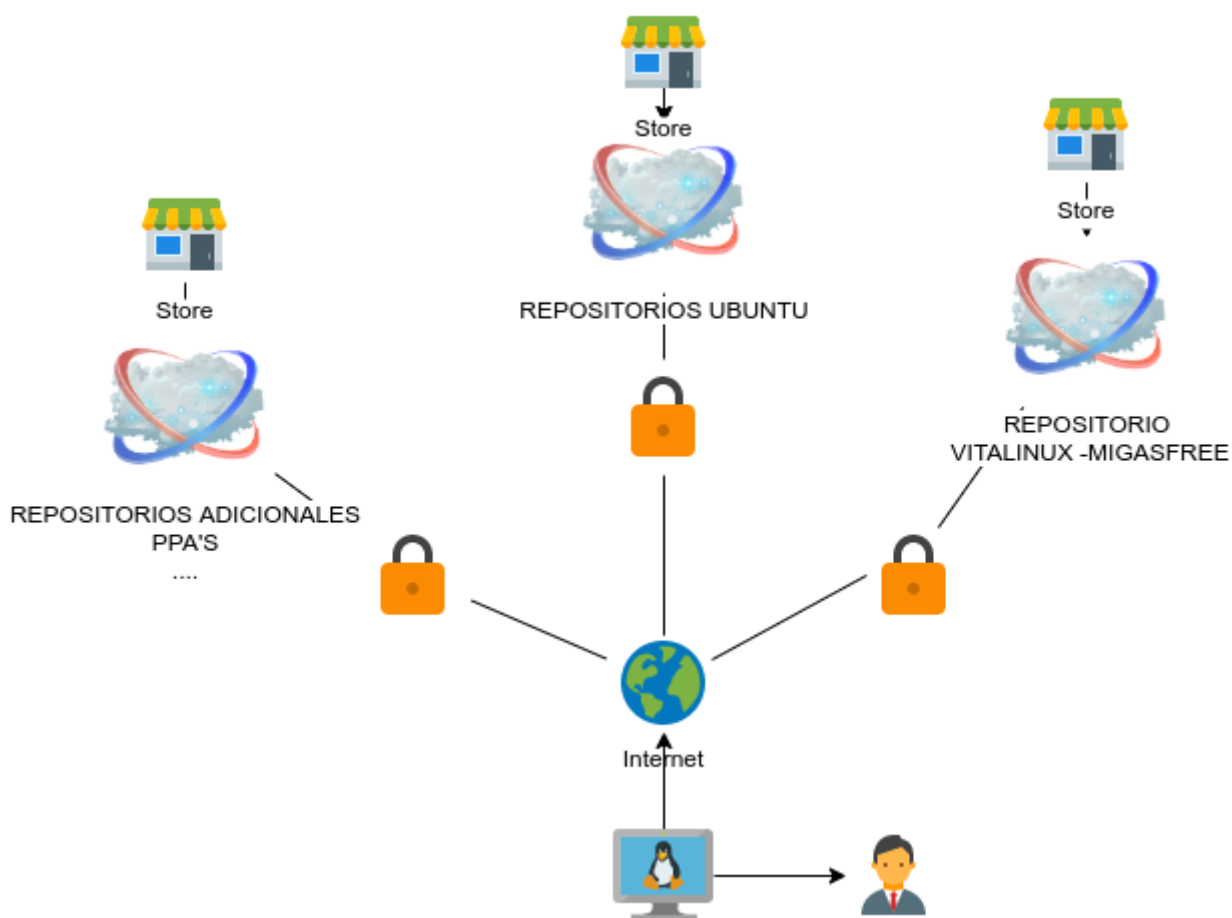 Store
Store
Store
REPOSITORIOS UBUNTU
REPOSITORIO
VITALINUX -MIGASFREE
REPOSITORIOS ADICIONALES
PPA'S
....
Internet